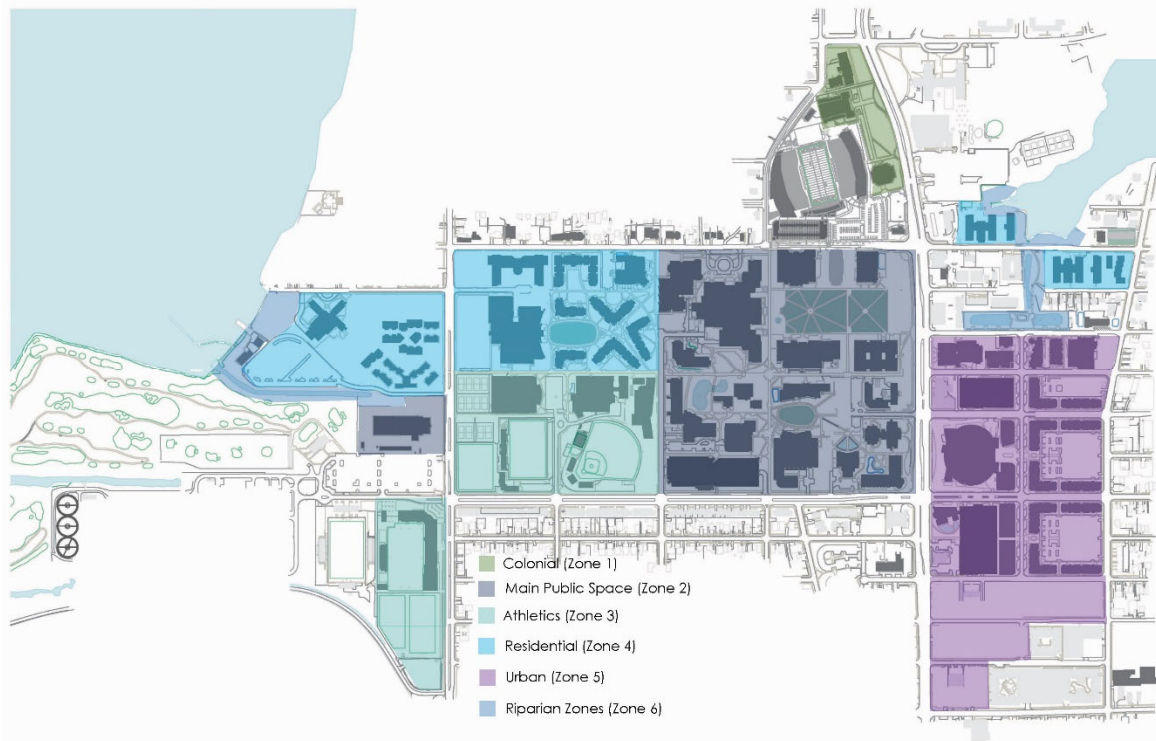 Colonial (Zone 1)
Main Public Space (Zone 2)
Athletics (Zone 3)
Residential (Zone 4)
Urban (Zone 5)
Riparian Zones (Zone 6)